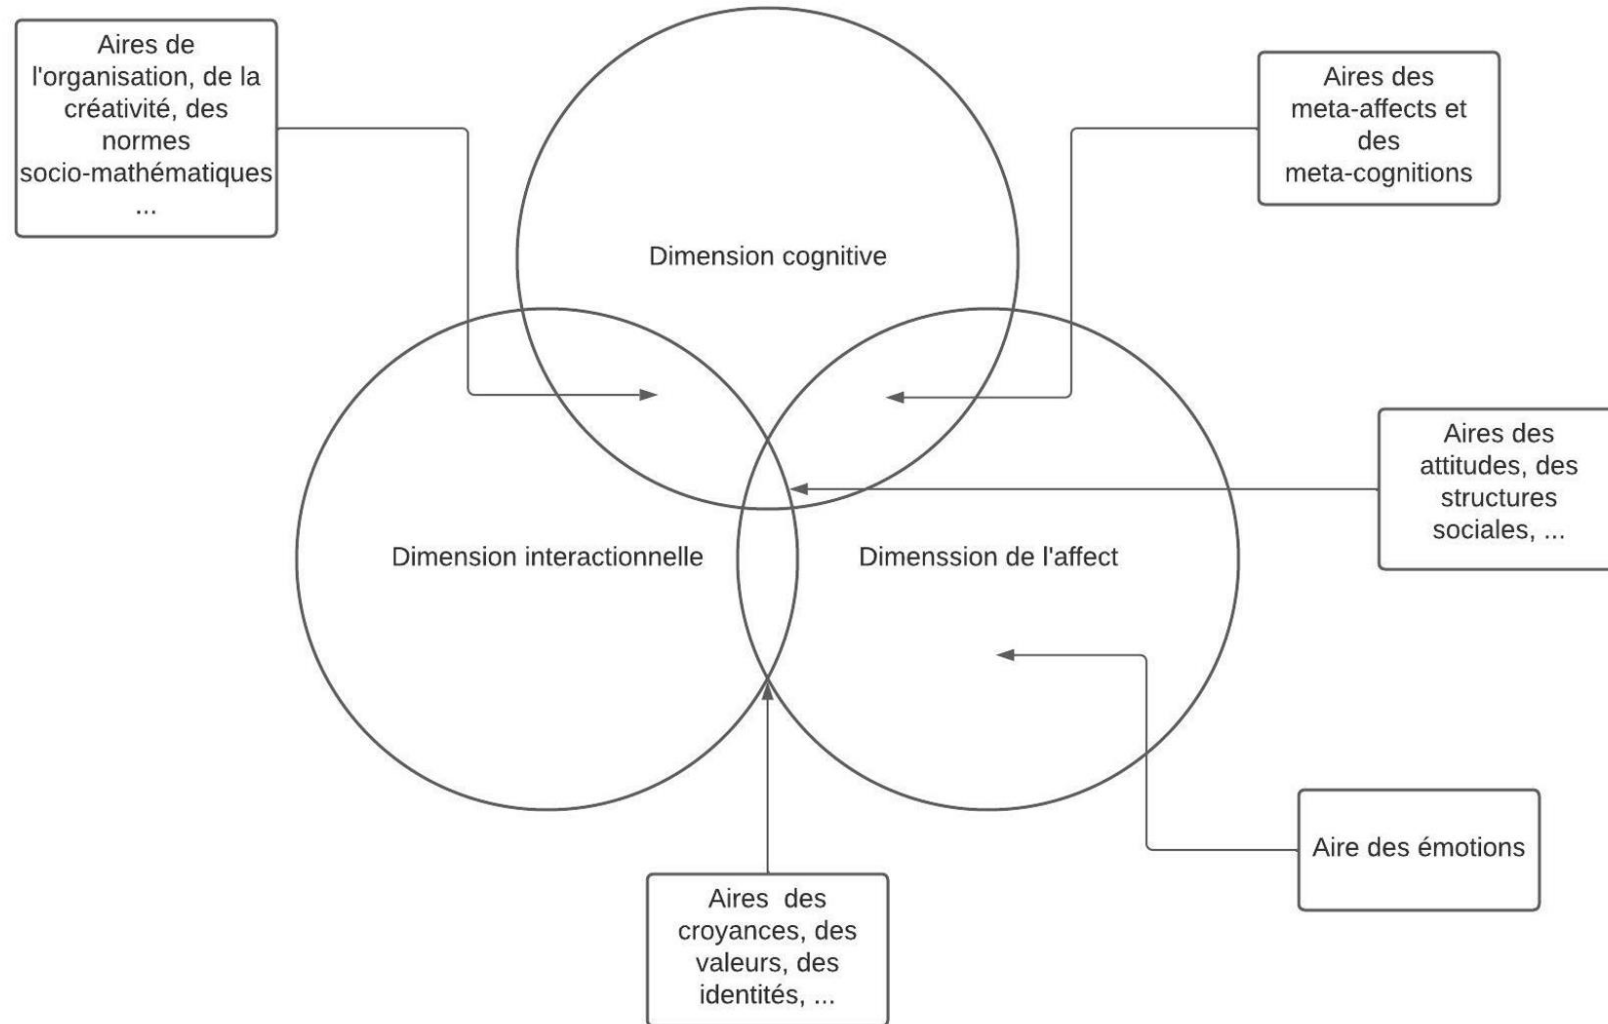 Aires de
l'organisation, de la
créativité, des
normes
socio-mathématiques
...
Aires des
meta-affects et
des
meta-cognitions
Dimension cognitive
Aires des
attitudes, des
structures
sociales, ...
Dimension interactionnelle
Dimenssion de l'affect
Aire des émotions
Aires  des
croyances, des
valeurs, des
identités, ...